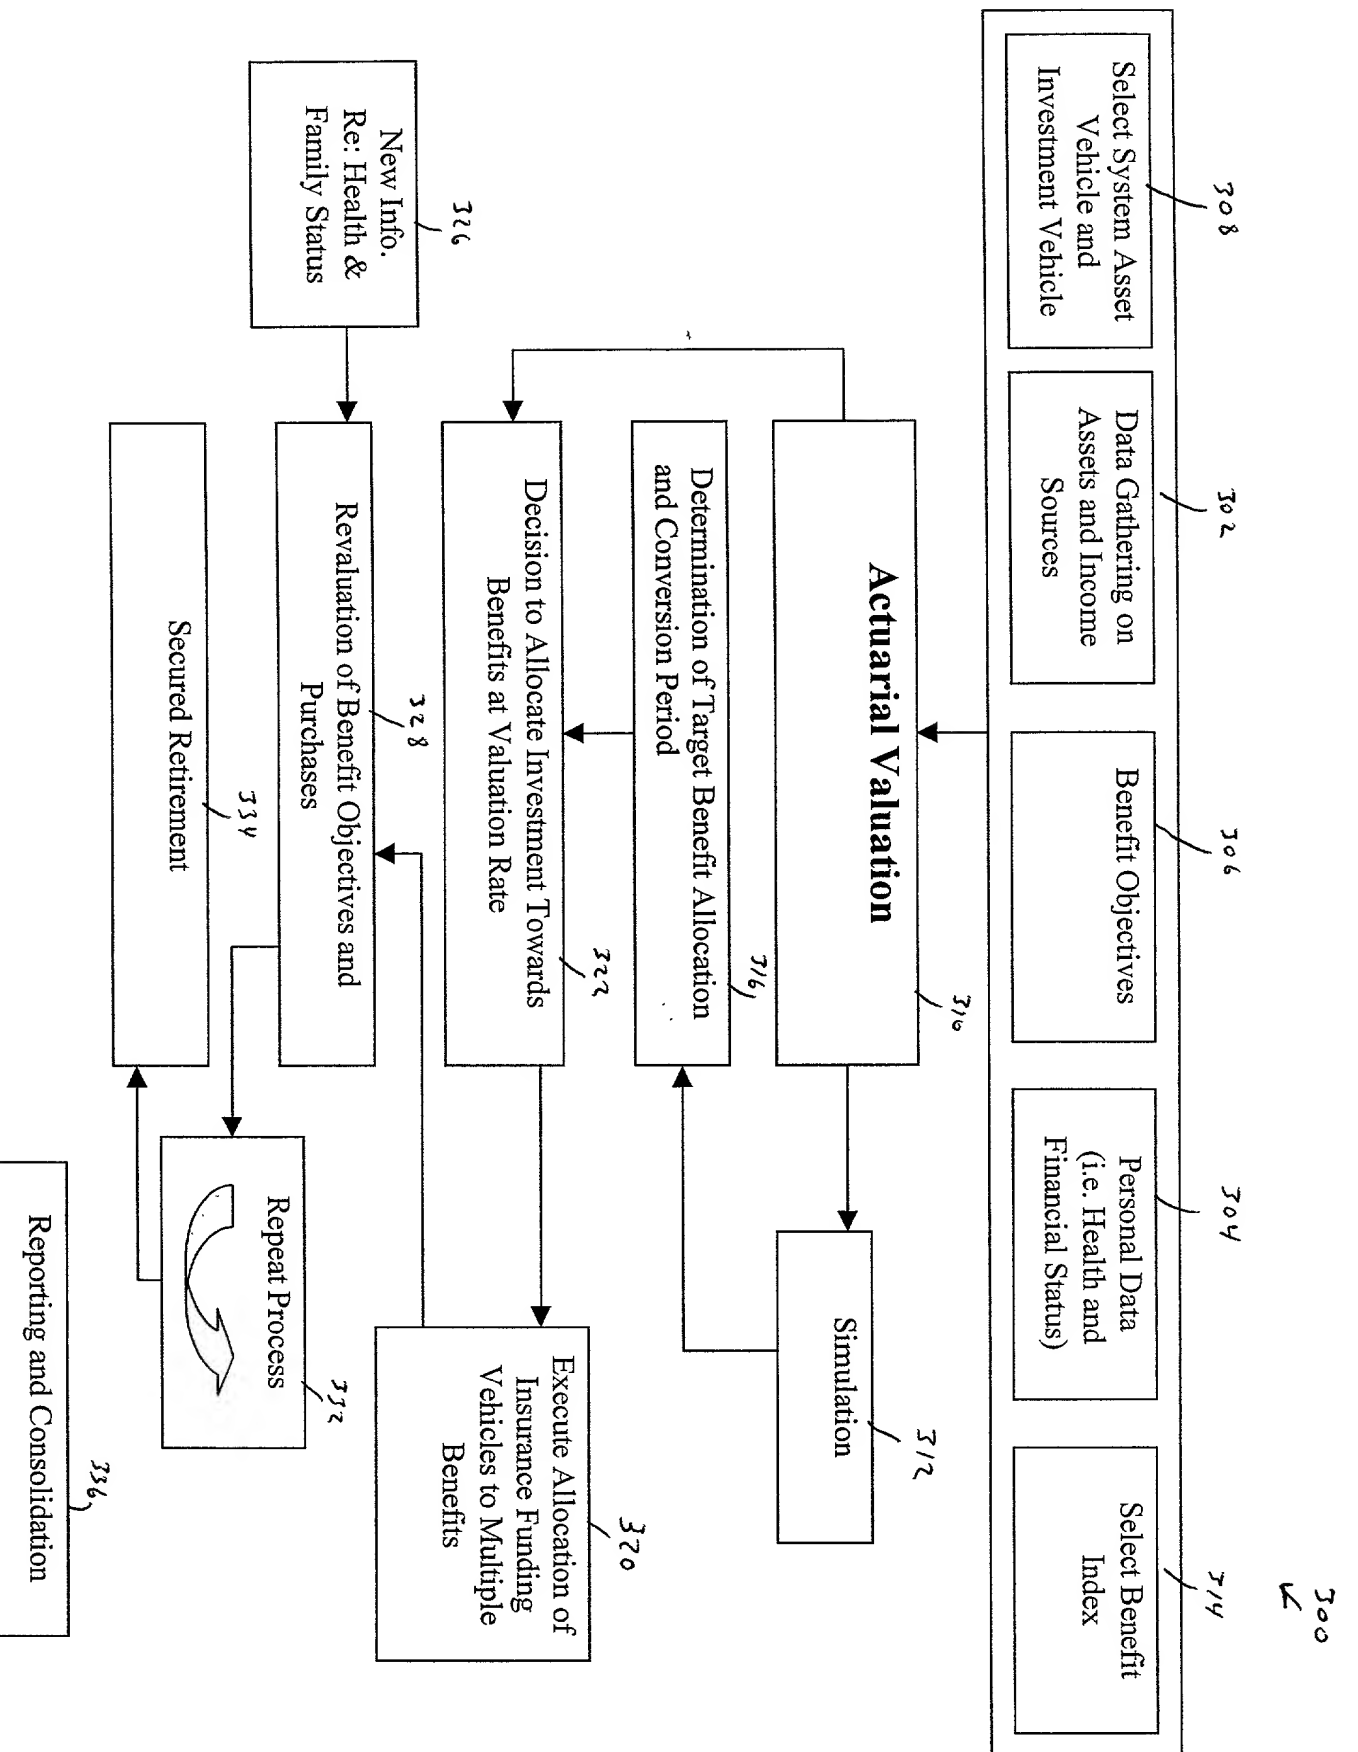 300
308
302
306
304
314
Select System Asset
Vehicle and
Investment Vehicle
Data Gathering on
Assets and Income
Sources
Benefit Objectives
Personal Data
(i.e. Health and
Financial Status)
Select Benefit
Index
310
Actuarial Valuation
312
Simulation
316
Determination of Target Benefit Allocation
and Conversion Period
322
Decision to Allocate Investment Towards
Benefits at Valuation Rate
320
Execute Allocation of
Insurance Funding
Vehicles to Multiple
Benefits
326
New Info.
Re: Health &
Family Status
328
Revaluation of Benefit Objectives and
Purchases
332
Repeat Process
334
Secured Retirement
336
Reporting and Consolidation